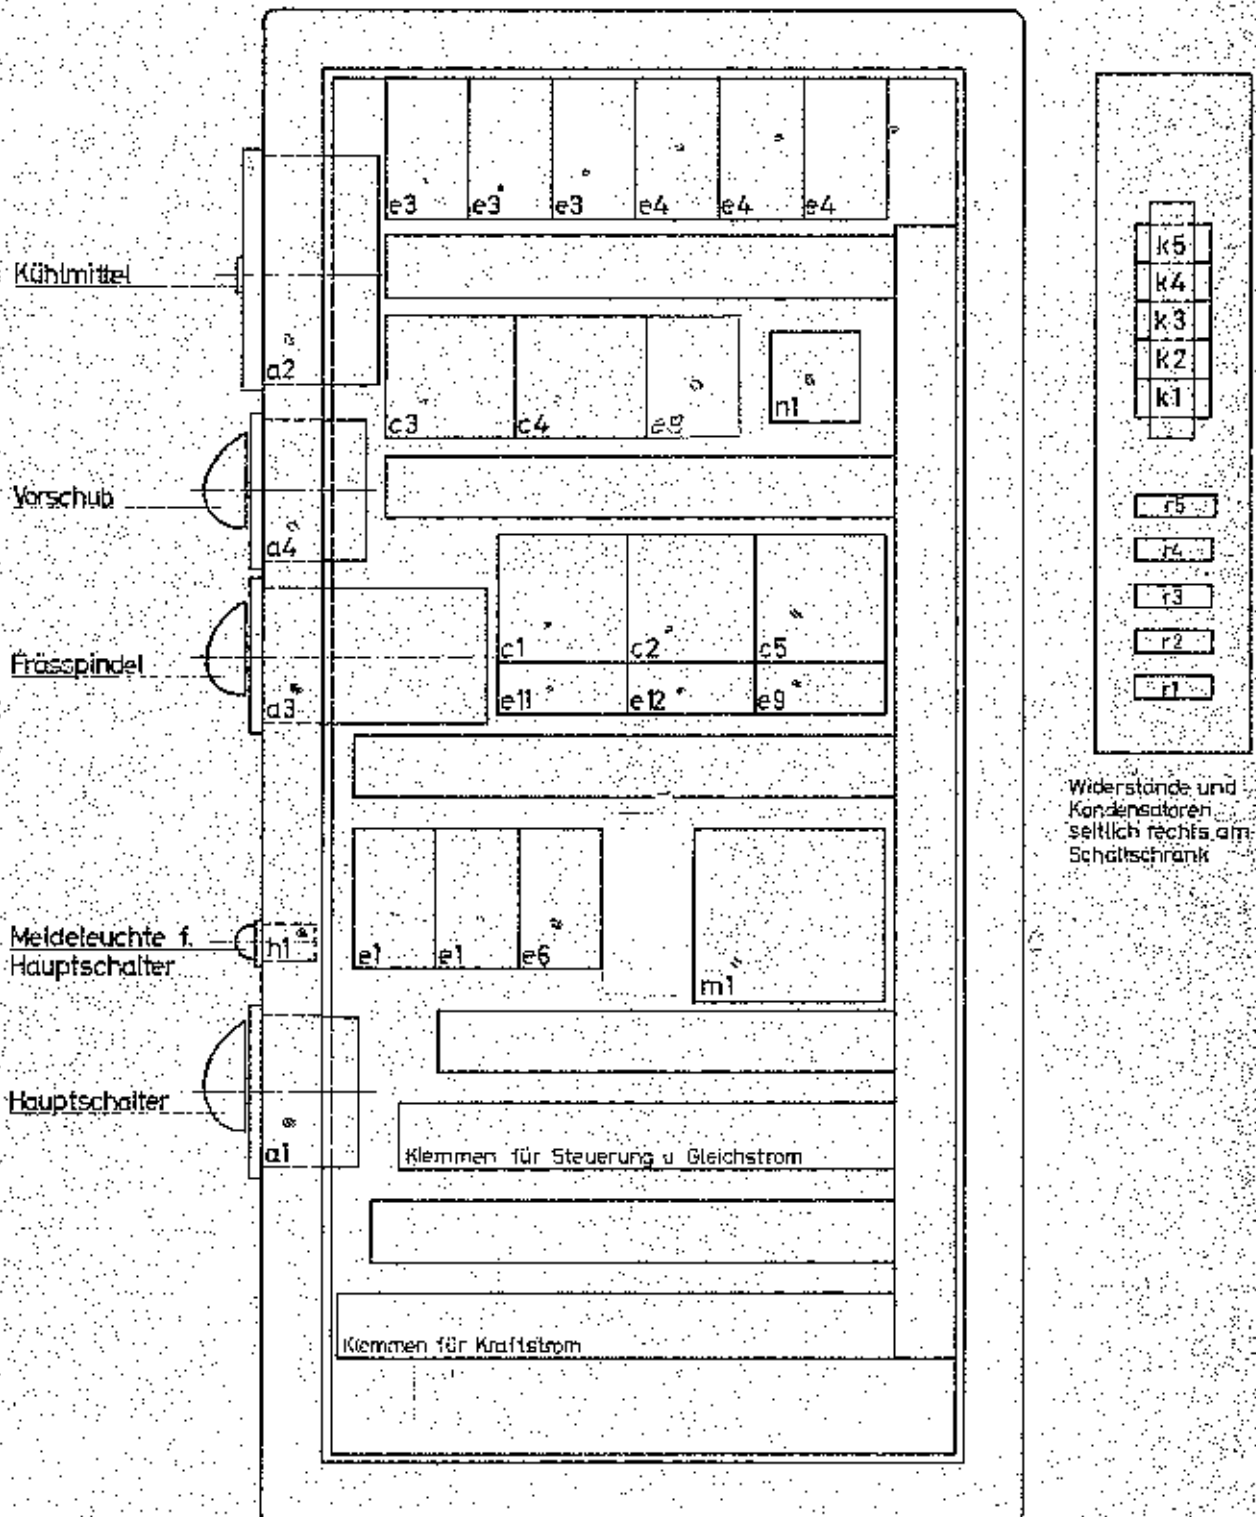 e3 e3 e3 e4 e4 e4
Kühlmittel
a2
c3 c4 e8 n1
Vorschub
a4
c1 c2 c5
Frässpindel
a3
e11 e12 e9
Meldeleuchte f.
Hauptschalter
h1
e1 e1 e6
m1
Hauptschalter
a1
Klemmen für Steuerung u Gleichstrom
Klemmen für Kraftstrom
k5
k4
k3
k2
k1
r5
r4
r3
r2
r1
Widerstände und
Kondensatoren
seitlich rechts am
Schaltschrank